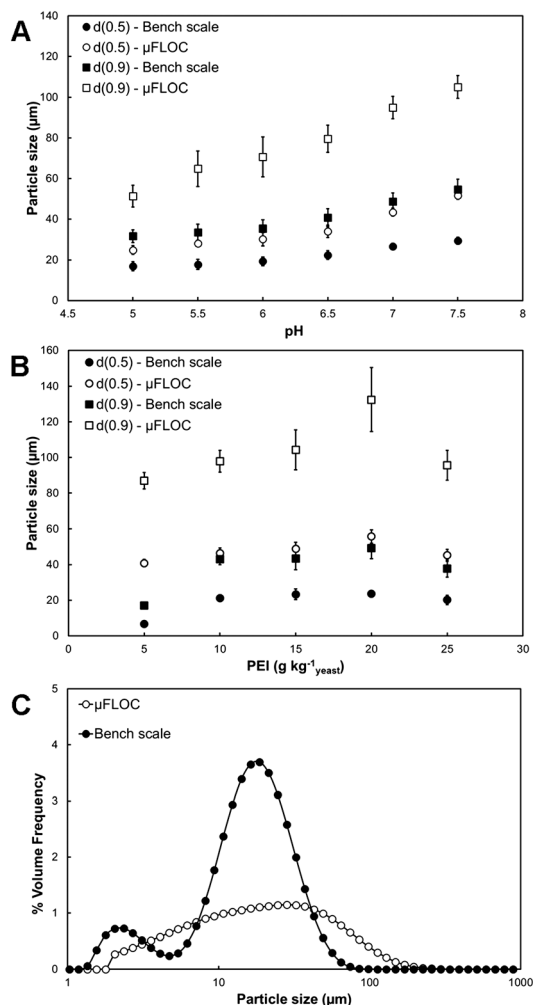 A
d(0.5) - Bench scale
d(0.5) - µFLOC
d(0.9) - Bench scale
d(0.9) - µFLOC
140
120
100
80
60
40
20
0
Particle size (µm)
4.5 5 5.5 6 6.5 7 7.5 8
pH
B
d(0.5) - Bench scale
d(0.5) - µFLOC
d(0.9) - Bench scale
d(0.9) - µFLOC
160
140
120
100
80
60
40
20
0
Particle size (µm)
0 5 10 15 20 25 30
PEI (g kg-1yeast)
C
µFLOC
Bench scale
5
4
3
2
1
0
% Volume Frequency
1 10 100 1000
Particle size (µm)